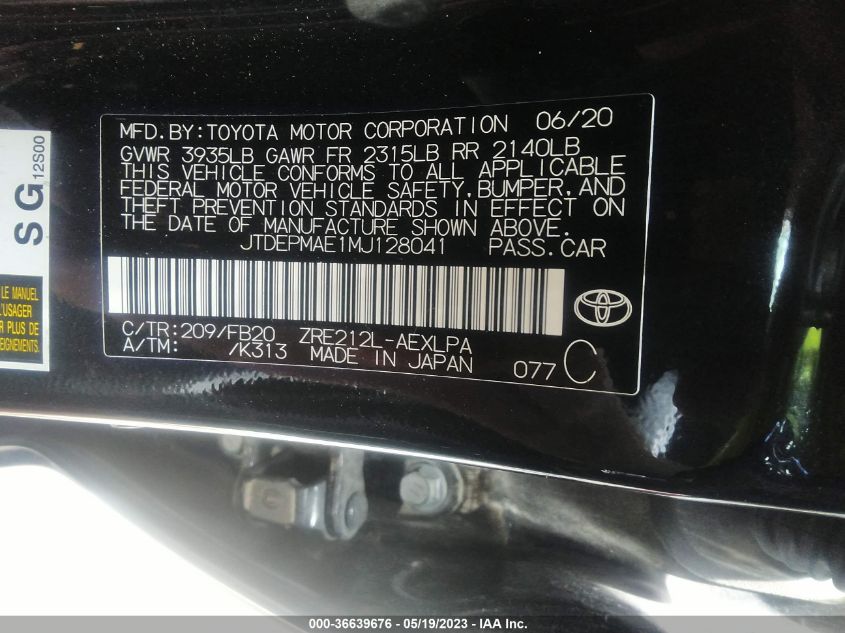 MFD.BY:TOYOTA MOTOR CORPORATION 06/20
GVWR 3935LB GAWR FR 2315LB RR 2140LB
THIS VEHICLE CONFORMS TO ALL APPLICABLE
FEDERAL MOTOR VEHICLE SAFETY, BUMPER, AND
THEFT PREVENTION STANDARDS IN EFFECT ON
THE DATE OF MANUFACTURE SHOWN ABOVE.
JTDEPMAE1MJ128041 PASS.CAR
C/TR:209/FB20 ZRE212L-AEXLPA
A/TM: /K313 MADE IN JAPAN 077 C
SG 12S00
LE MANUEL
L'USAGER
DE PLUS
EIGNEMENTS.
000-36639676 - 05/19/2023 - IAA Inc.